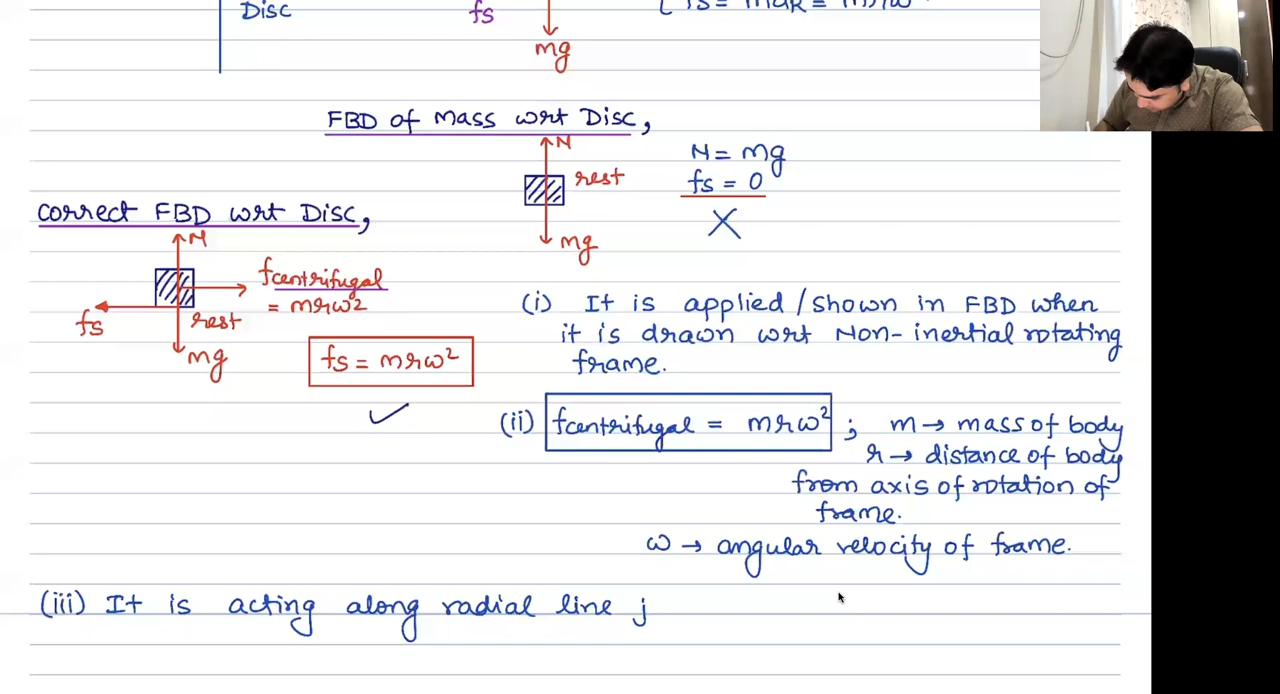 Disc
fs
mg
fs = maR = mrω²
FBD of Mass wrt Disc,
N
rest
mg
N = mg
fs = 0
X
Correct FBD wrt Disc,
N
fcentrifugal
= mrω²
fs
rest
mg
fs = mrω²
(i) It is applied / shown in FBD when
it is drawn wrt Non-inertial rotating
frame.
(ii) fcentrifugal = mrω² ; m → mass of body
r → distance of body
from axis of rotation of
frame.
ω → angular velocity of frame.
(iii) It is acting along radial line ;